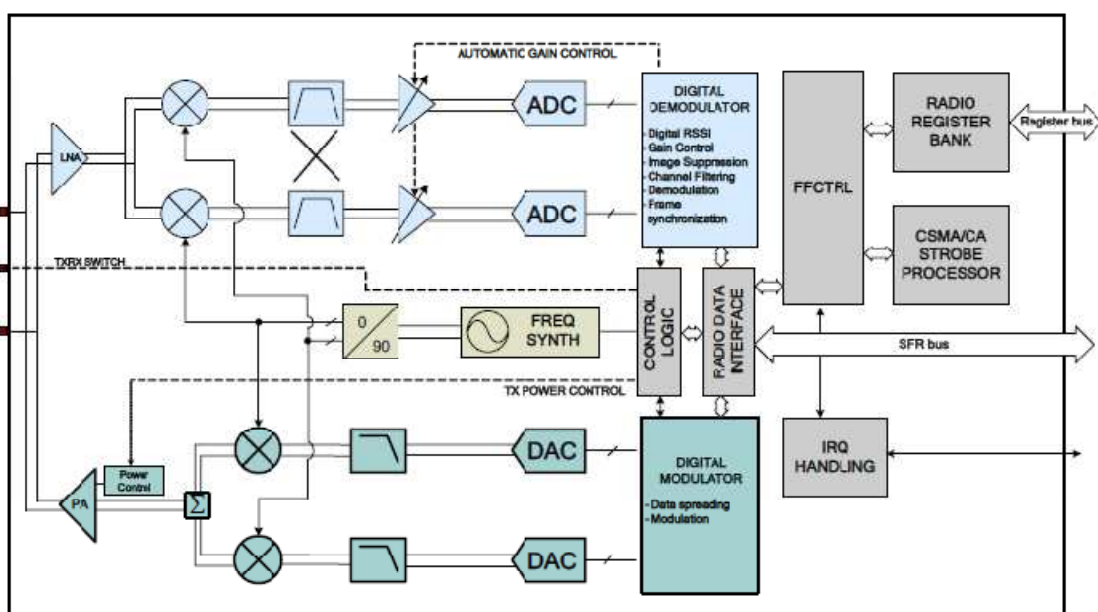 AUTOMATIC GAIN CONTROL
LNA
ADC
ADC
DIGITAL
DEMODULATOR
- Digital RSSI
- Gain Control
- Image Suppression
- Channel Filtering
- Demodulation
- Frame
synchronization
FFCTRL
RADIO
REGISTER
BANK
Register bus
CSMA/CA
STROBE
PROCESSOR
TXRX SWITCH
0
90
FREQ
SYNTH
CONTROL
LOGIC
RADIO DATA
INTERFACE
SFR bus
TX POWER CONTROL
Power
Control
PA
Σ
DAC
DAC
DIGITAL
MODULATOR
- Data spreading
- Modulation
IRQ
HANDLING